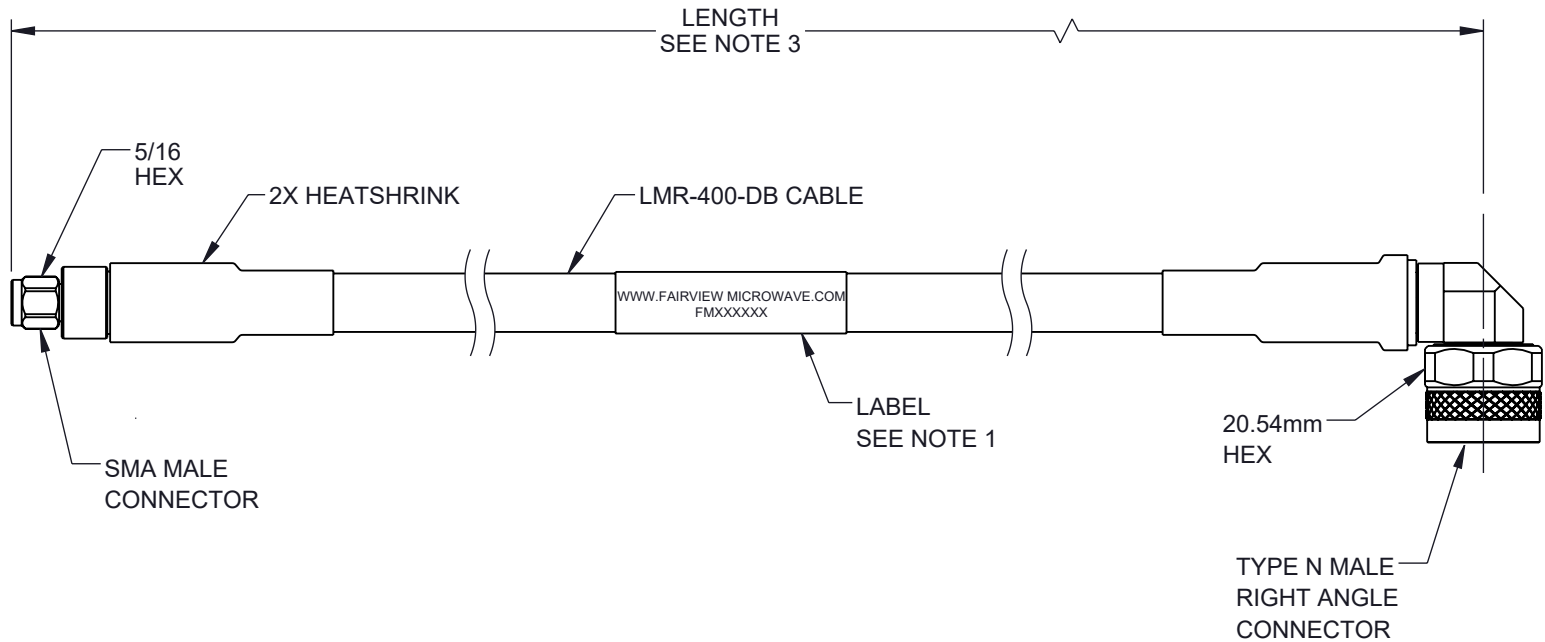 LENGTH
SEE NOTE 3
5/16
HEX
2X HEATSHRINK
LMR-400-DB CABLE
WWW.FAIRVIEW MICROWAVE.COM
FMXXXXXX
LABEL
SEE NOTE 1
20.54mm
HEX
SMA MALE
CONNECTOR
TYPE N MALE
RIGHT ANGLE
CONNECTOR